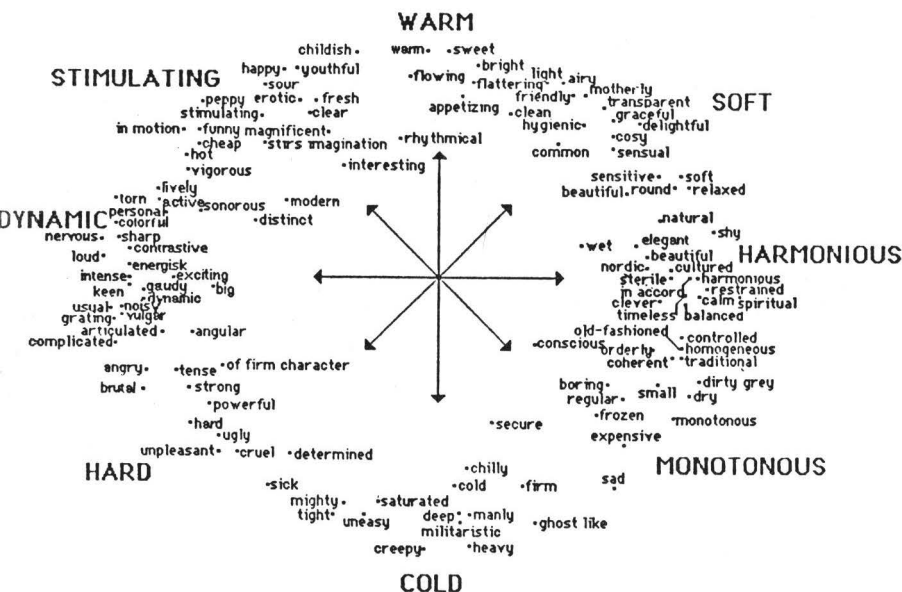 WARM
childish
warm
sweet
STIMULATING
happy
youthful
bright
light
airy
sour
flowing
flattering
motherly
peppy
erotic
fresh
friendly
transparent
SOFT
stimulating
clear
appetizing
clean
graceful
in motion
funny
magnificent
hygienic
delightful
cheap
stirs imagination
rhythmical
cosy
hot
common
sensual
vigorous
interesting
sensitive
soft
lively
beautiful
round
relaxed
torn
active
sonorous
modern
personal
DYNAMIC
colorful
distinct
natural
nervous
sharp
shy
contrastive
wet
elegant
loud
beautiful
HARMONIOUS
energisk
nordic
cultured
intense
exciting
sterile
harmonious
keen
gaudy
big
in accord
restrained
dynamic
clever
calm
spiritual
usual
noisy
timeless
balanced
grating
vulgar
articulated
angular
old-fashioned
controlled
complicated
conscious
orderly
homogeneous
coherent
traditional
angry
tense
of firm character
brutal
strong
boring
small
dirty grey
powerful
regular
dry
hard
secure
frozen
monotonous
ugly
expensive
unpleasant
cruel
determined
HARD
chilly
MONOTONOUS
sick
cold
firm
sad
mighty
saturated
tight
uneasy
deep
manly
ghost like
militaristic
creepy
heavy
COLD